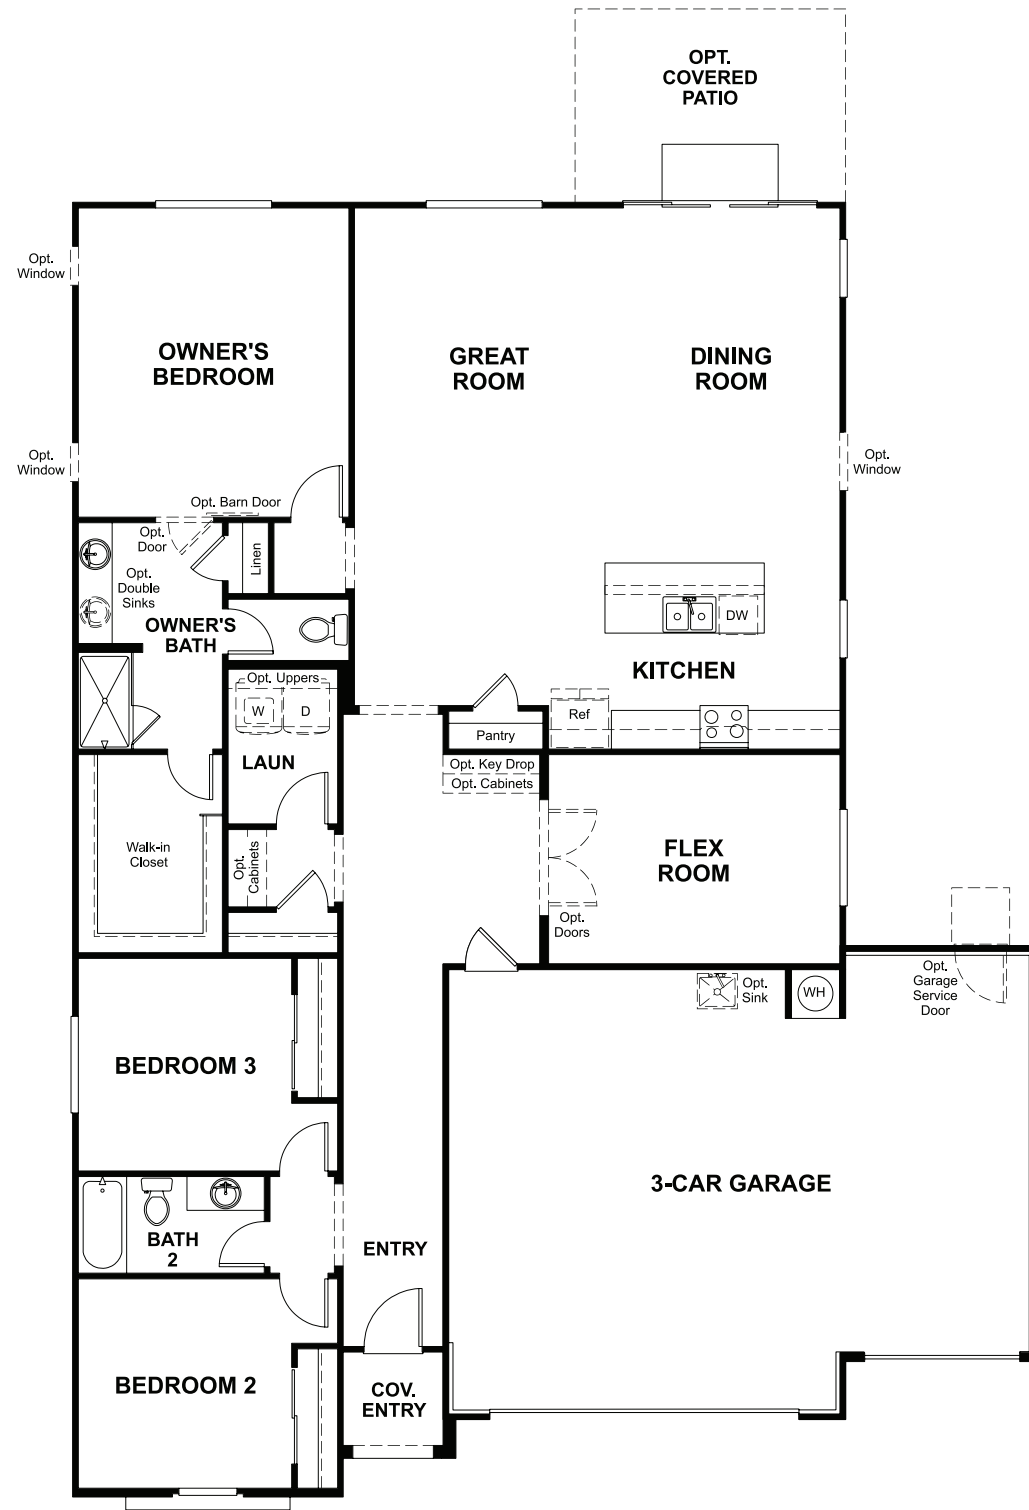 OPT.
COVERED
PATIO
Opt.
Window
OWNER'S
BEDROOM
GREAT
ROOM
DINING
ROOM
Opt.
Window
Opt.
Window
Opt. Barn Door
Opt.
Door
Linen
Opt.
Double
Sinks
OWNER'S
BATH
DW
KITCHEN
Opt. Uppers
W
D
Ref
Pantry
LAUN
Opt. Key Drop
Opt. Cabinets
Walk-in
Closet
Opt.
Cabinets
FLEX
ROOM
Opt.
Doors
Opt.
Sink
WH
Opt.
Garage
Service
Door
BEDROOM 3
3-CAR GARAGE
BATH
2
ENTRY
BEDROOM 2
COV.
ENTRY